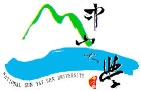 中山大學
NATIONAL SUN YAT-SEN UNIVERSITY